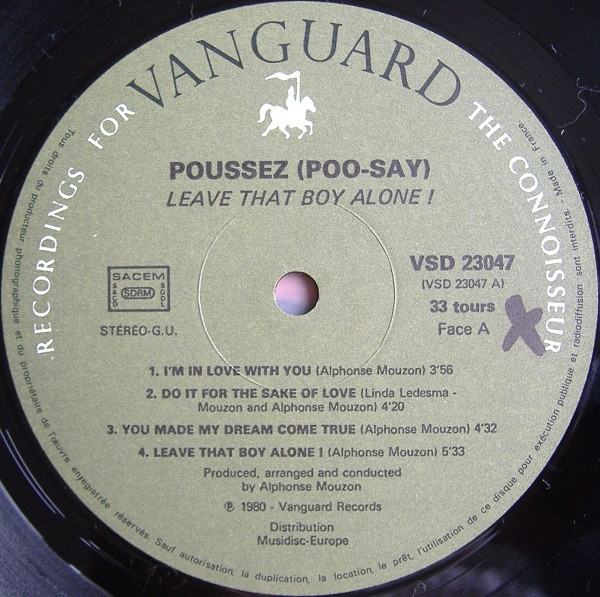 RECORDINGS FOR VANGUARD THE CONNOISSEUR
POUSSEZ (POO-SAY)
LEAVE THAT BOY ALONE !
SACEM
SACD SDRM SGDL
STÉRÉO-G.U.
VSD 23047
(VSD 23047 A)
33 tours
Face A
1. I'M IN LOVE WITH YOU (Alphonse Mouzon) 3'56
2. DO IT FOR THE SAKE OF LOVE (Linda Ledesma -
Mouzon and Alphonse Mouzon) 4'20
3. YOU MADE MY DREAM COME TRUE (Alphonse Mouzon) 4'32
4. LEAVE THAT BOY ALONE ! (Alphonse Mouzon) 5'33
Produced, arranged and conducted
by Alphonse Mouzon
℗ 1980 - Vanguard Records
Distribution
Musidisc-Europe
Tous droits du producteur phonographique et du propriétaire de l'œuvre enregistrée réservés. Sauf autorisation, la duplication, la location, le prêt, l'utilisation de ce disque pour exécution publique et radiodiffusion sont interdits. - Made in France.